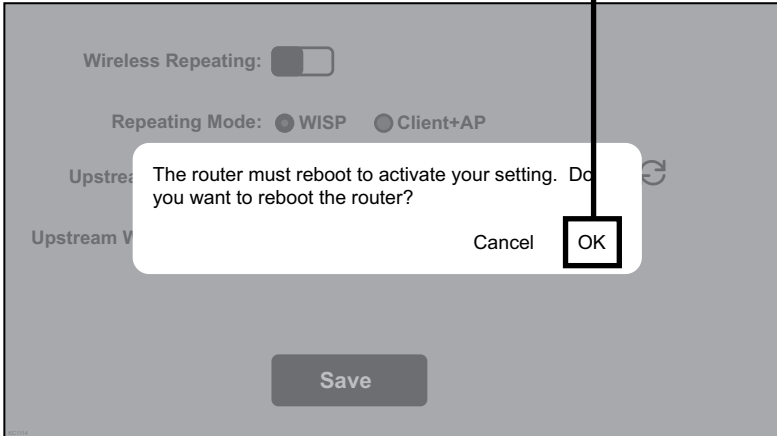 Wireless Repeating:
Repeating Mode: WISP Client+AP
Upstrea
The router must reboot to activate your setting. Do
you want to reboot the router?
Upstream W
Cancel OK
Save